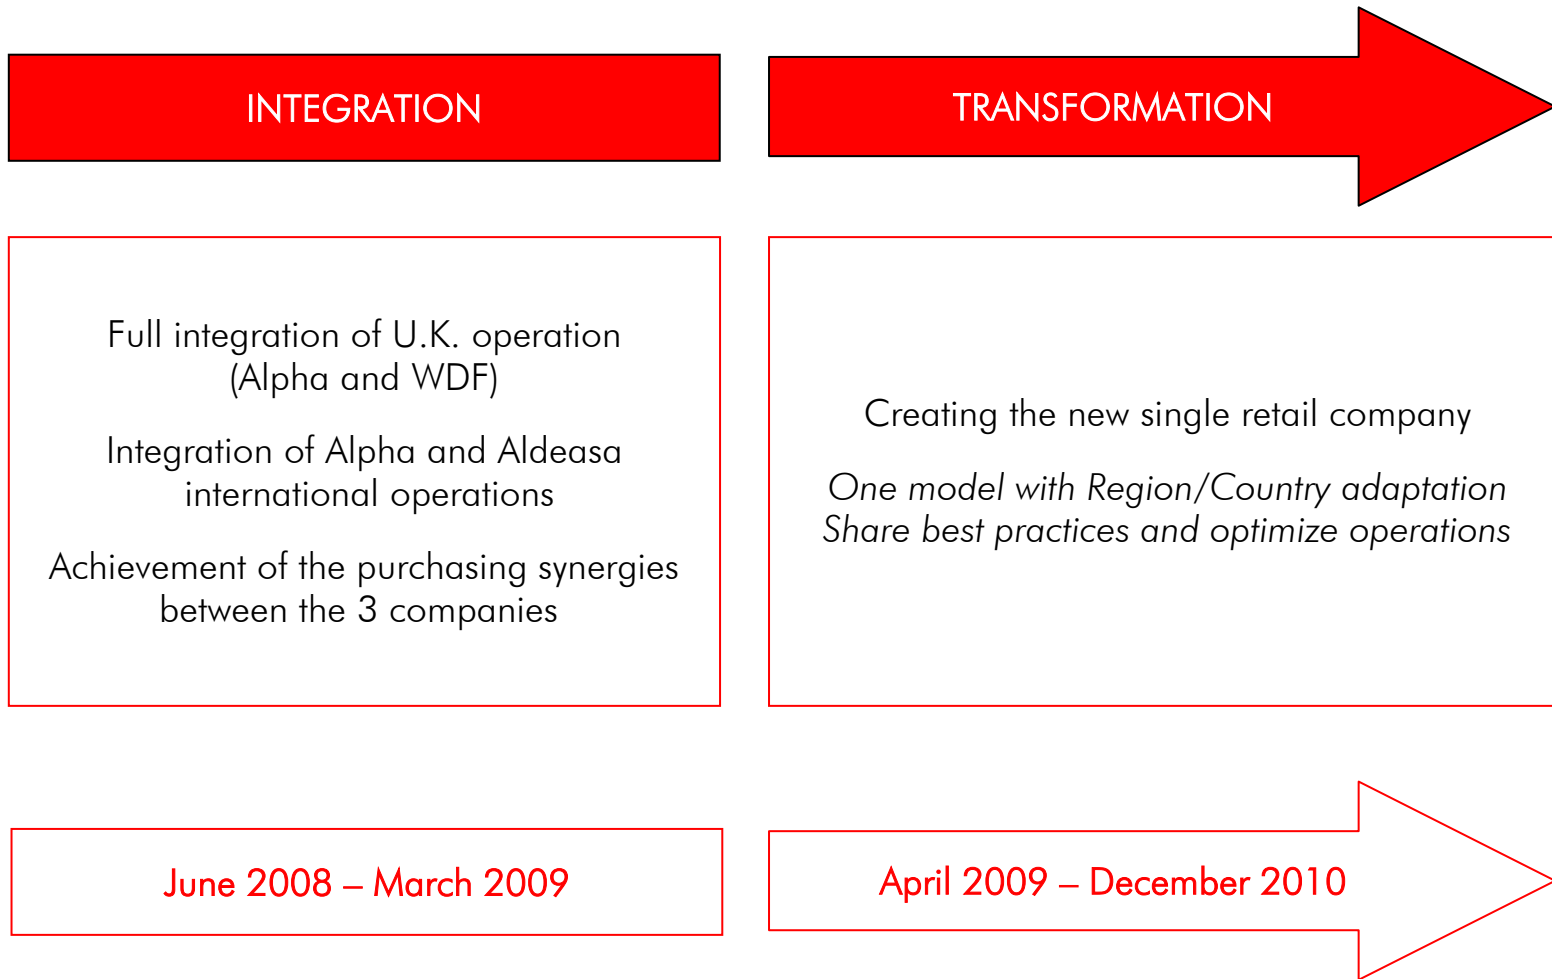 INTEGRATION
TRANSFORMATION
Full integration of U.K. operation
(Alpha and WDF)
Integration of Alpha and Aldeasa
international operations
Achievement of the purchasing synergies
between the 3 companies
Creating the new single retail company
One model with Region/Country adaptation
Share best practices and optimize operations
June 2008 – March 2009
April 2009 – December 2010